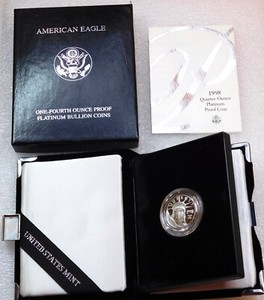 AMERICAN EAGLE
ONE-FOURTH OUNCE PROOF
PLATINUM BULLION COINS
1998
Quarter-Ounce
Platinum
Proof Coin
UNITED STATES MINT